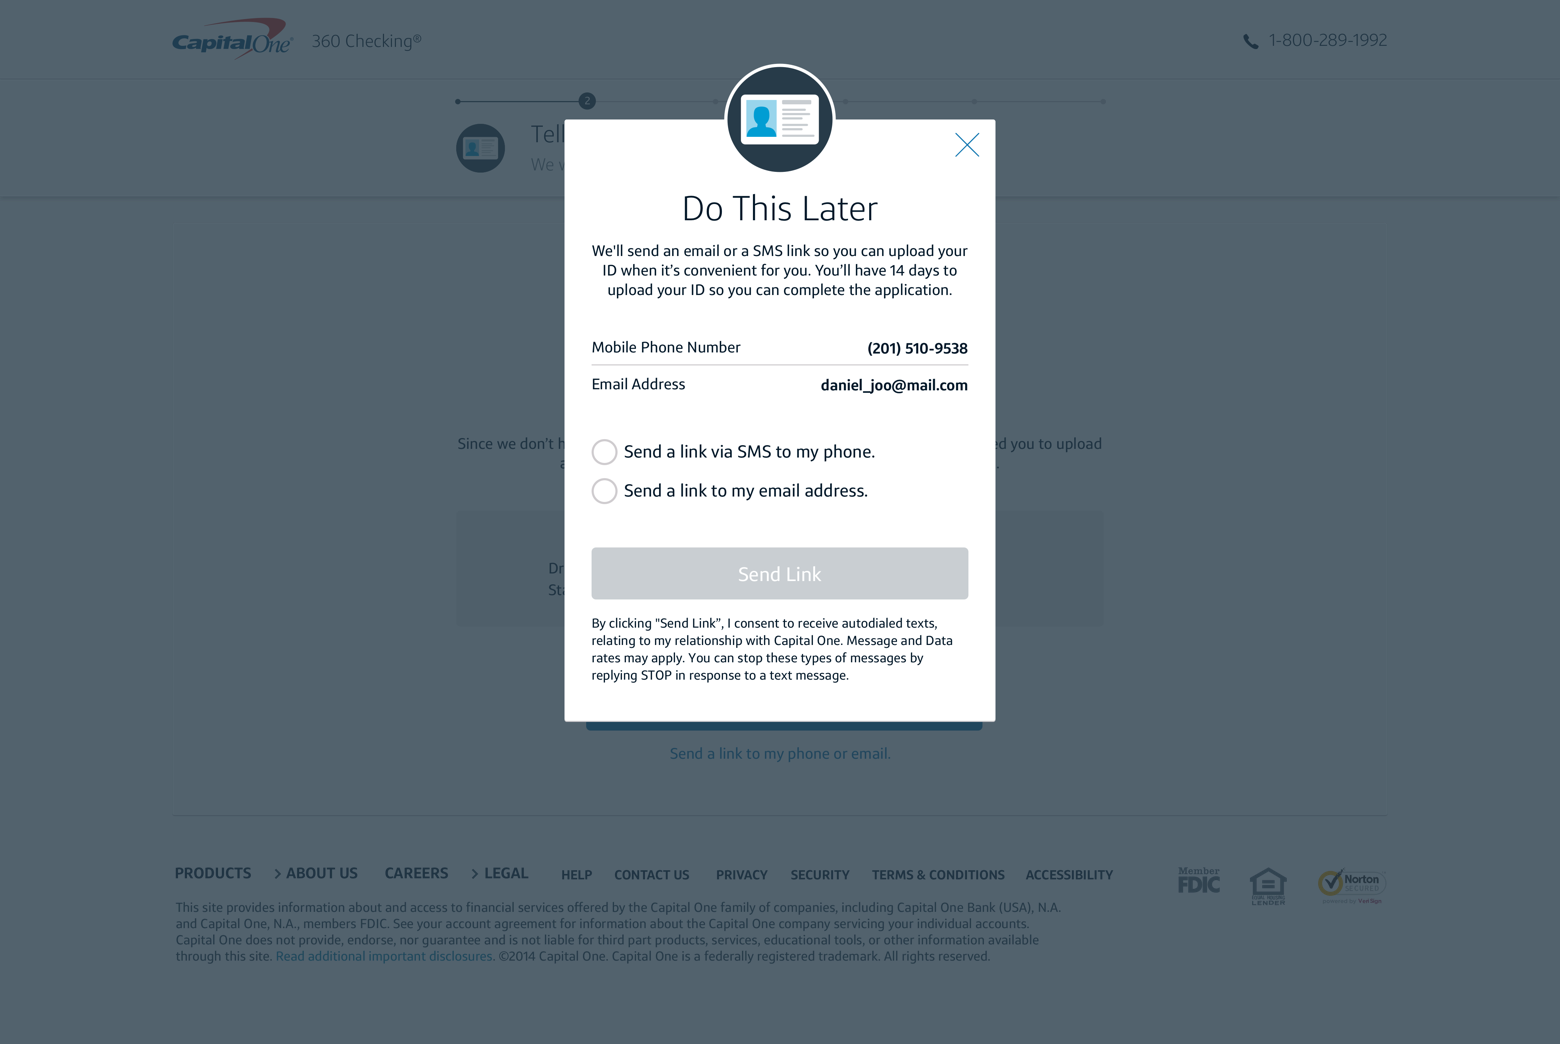 CapitalOne® 360 Checking®
1-800-289-1992
2
Tell
We
Do This Later
We'll send an email or a SMS link so you can upload your
ID when it's convenient for you. You'll have 14 days to
upload your ID so you can complete the application.
Mobile Phone Number (201) 510-9538
Email Address daniel_joo@mail.com
Since we don't
you to upload
Send a link via SMS to my phone.
Send a link to my email address.
Send Link
By clicking "Send Link”, I consent to receive autodialed texts,
relating to my relationship with Capital One. Message and Data
rates may apply. You can stop these types of messages by
replying STOP in response to a text message.
Send a link to my phone or email.
PRODUCTS > ABOUT US CAREERS > LEGAL HELP CONTACT US PRIVACY SECURITY TERMS & CONDITIONS ACCESSIBILITY
Member
FDIC
EQUAL HOUSING
LENDER
Norton
SECURED
powered by VeriSign
This site provides information about and access to financial services offered by the Capital One family of companies, including Capital One Bank (USA), N.A.
and Capital One, N.A., members FDIC. See your account agreement for information about the Capital One company servicing your individual accounts.
Capital One does not provide, endorse, nor guarantee and is not liable for third part products, services, educational tools, or other information available
through this site. Read additional important disclosures. ©2014 Capital One. Capital One is a federally registered trademark. All rights reserved.